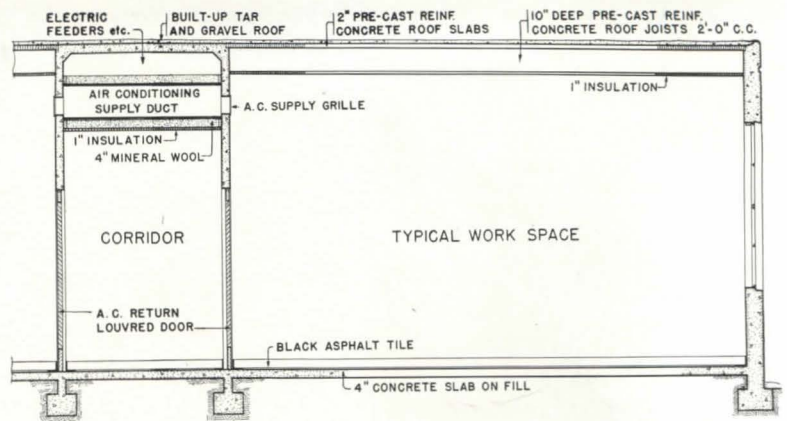 ELECTRIC
FEEDERS etc.
BUILT-UP TAR
AND GRAVEL ROOF
2" PRE-CAST REINF.
CONCRETE ROOF SLABS
10" DEEP PRE-CAST REINF.
CONCRETE ROOF JOISTS 2'-0" C.C.
AIR CONDITIONING
SUPPLY DUCT
A.C. SUPPLY GRILLE
1" INSULATION
1" INSULATION
4" MINERAL WOOL
CORRIDOR
TYPICAL WORK SPACE
A.C. RETURN
LOUVRED DOOR
BLACK ASPHALT TILE
4" CONCRETE SLAB ON FILL